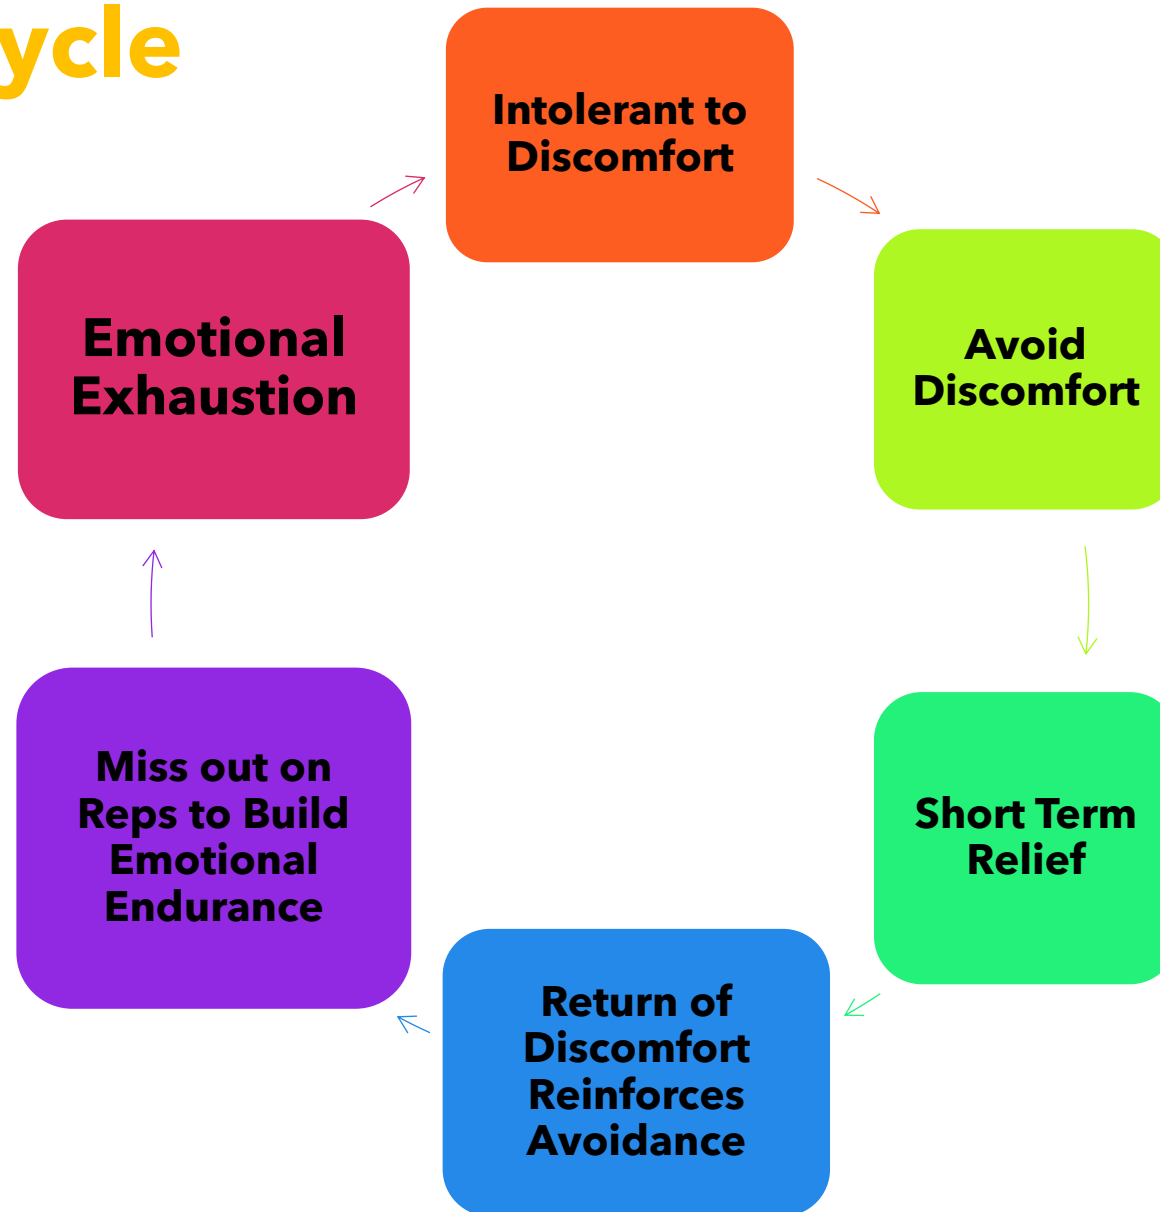 ycle
Intolerant to
Discomfort
Avoid
Discomfort
Short Term
Relief
Return of
Discomfort
Reinforces
Avoidance
Miss out on
Reps to Build
Emotional
Endurance
Emotional
Exhaustion